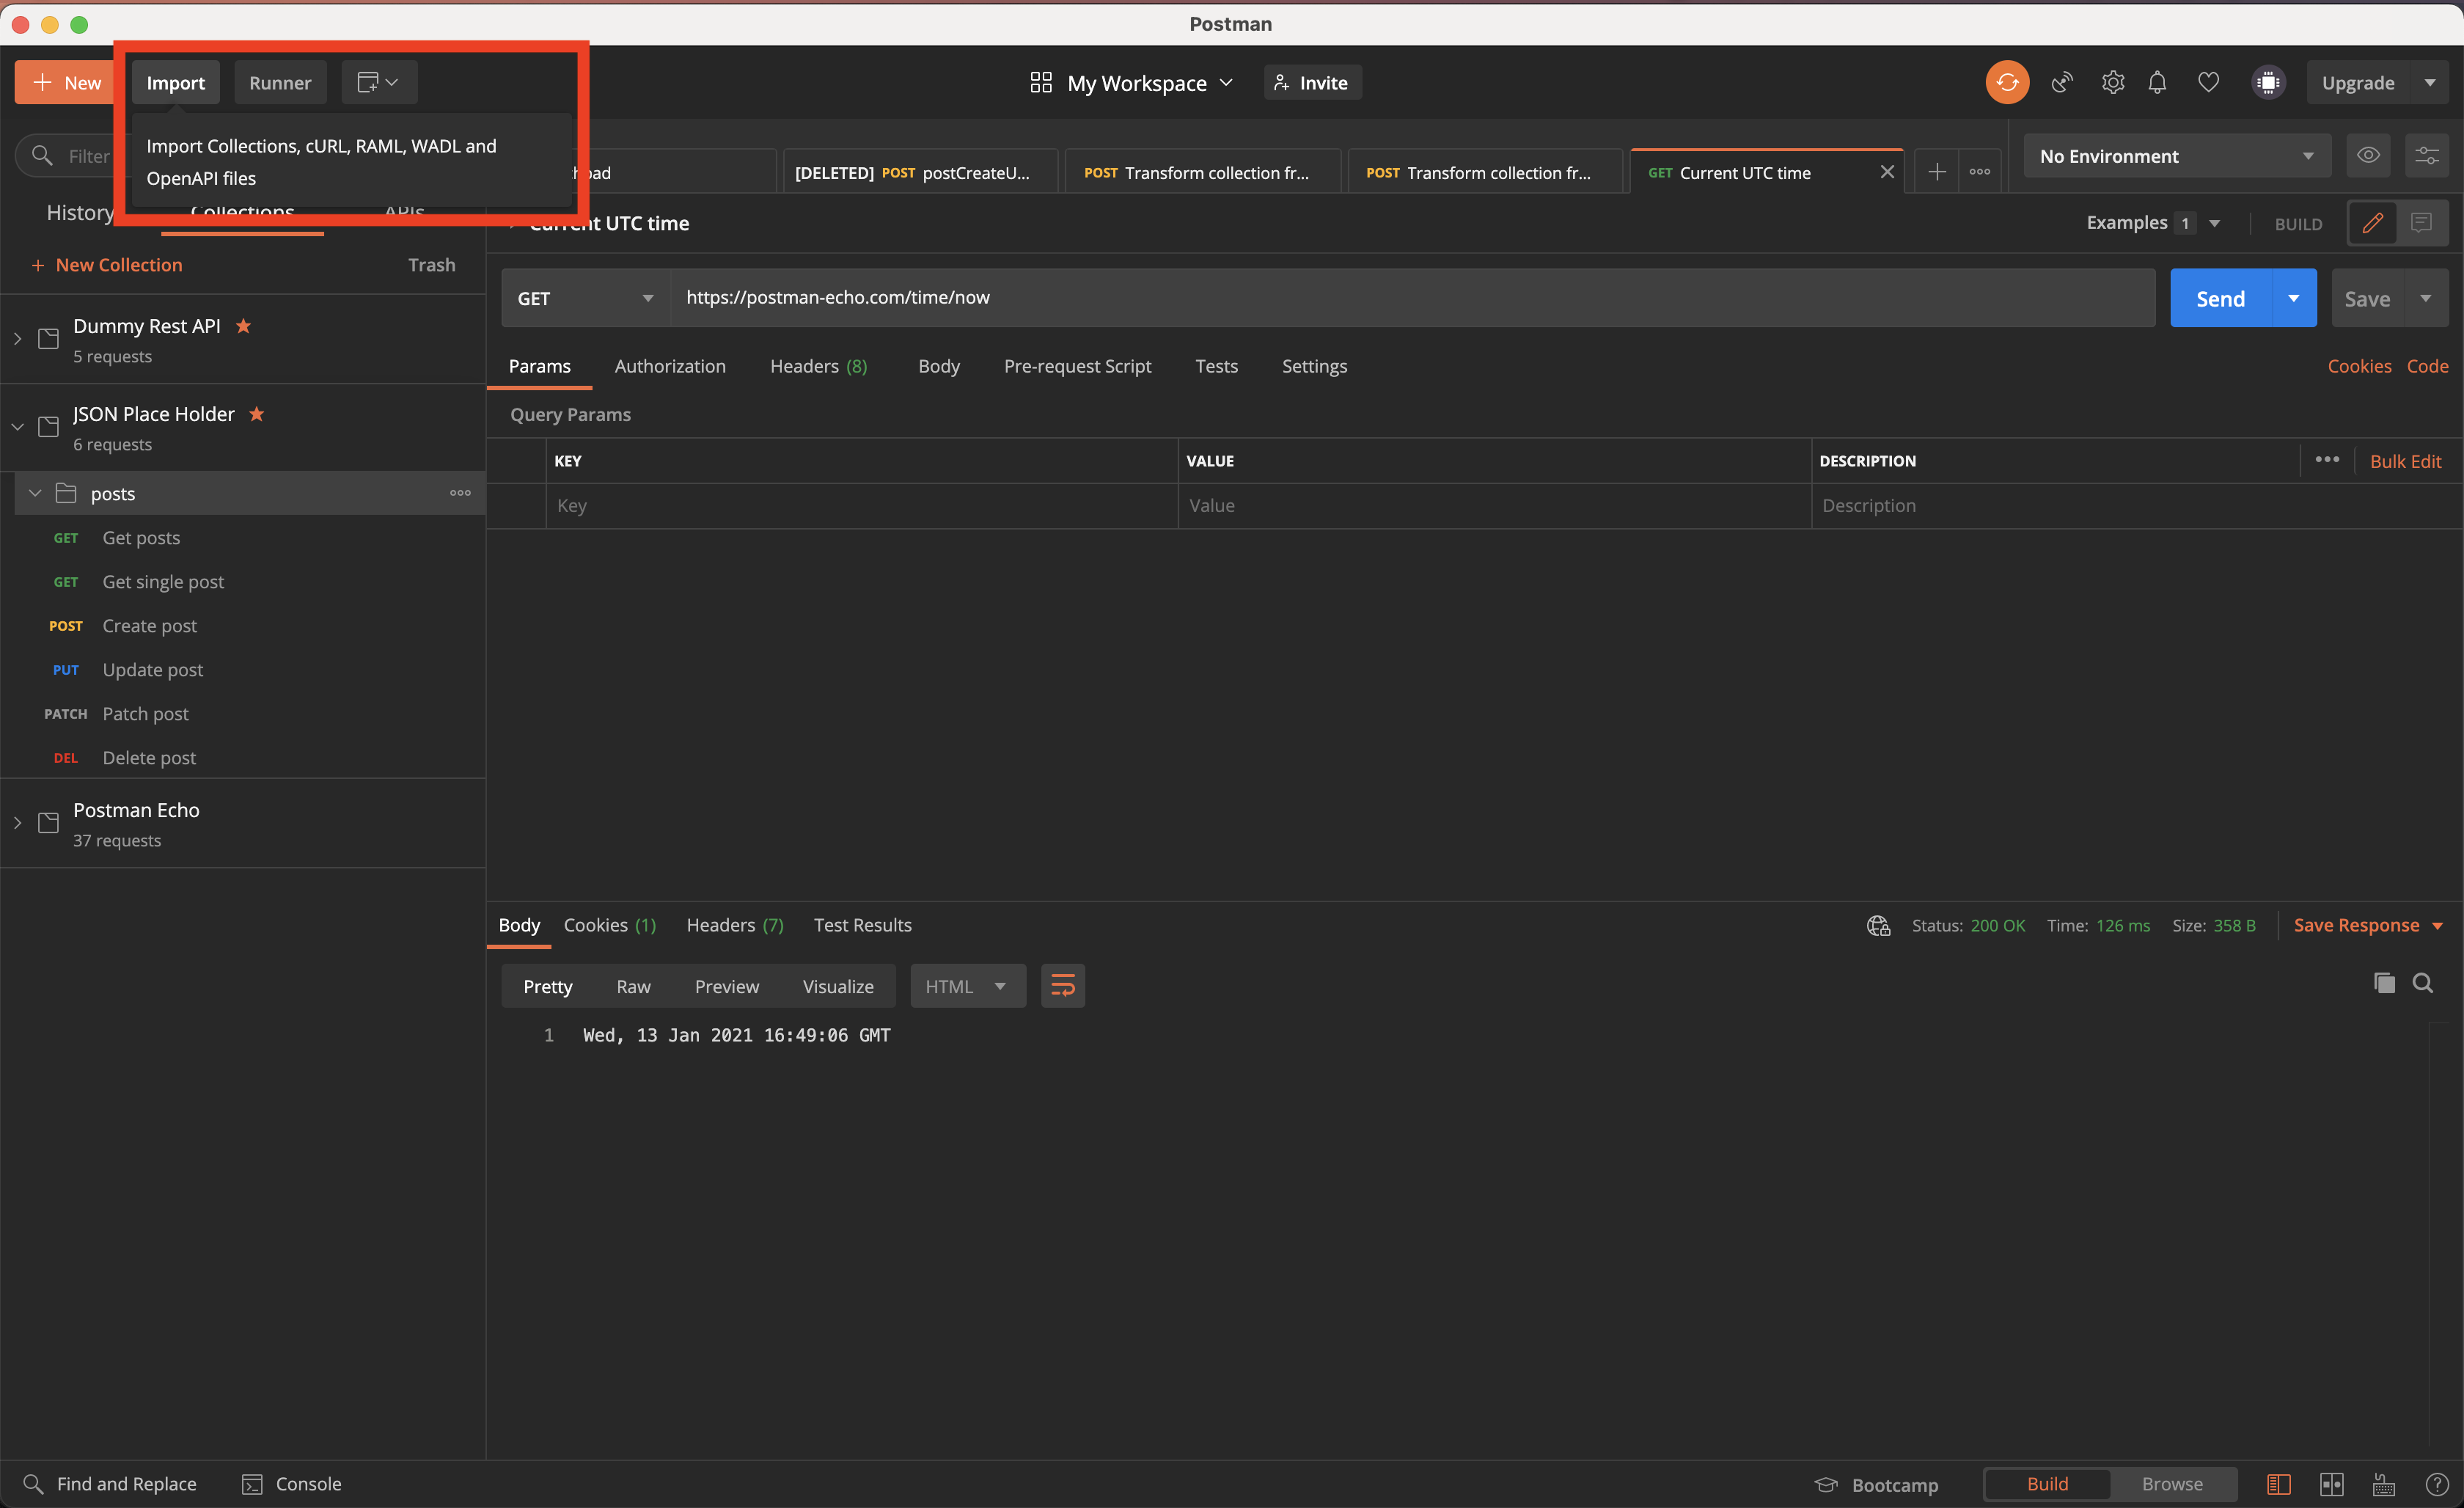 Postman
New
Import
Runner
My Workspace
Invite
Upgrade
Import Collections, cURL, RAML, WADL and
OpenAPI files
Filter
[DELETED] POST postCreateU...
POST Transform collection fr...
POST Transform collection fr...
GET Current UTC time
No Environment
History
Collections
APIs
Current UTC time
Examples 1
BUILD
+ New Collection
Trash
GET
https://postman-echo.com/time/now
Send
Save
Dummy Rest API
5 requests
Params
Authorization
Headers (8)
Body
Pre-request Script
Tests
Settings
Cookies
Code
JSON Place Holder
6 requests
Query Params
KEY
VALUE
DESCRIPTION
Bulk Edit
Key
Value
Description
posts
GET Get posts
GET Get single post
POST Create post
PUT Update post
PATCH Patch post
DEL Delete post
Postman Echo
37 requests
Body
Cookies (1)
Headers (7)
Test Results
Status: 200 OK
Time: 126 ms
Size: 358 B
Save Response
Pretty
Raw
Preview
Visualize
HTML
1 Wed, 13 Jan 2021 16:49:06 GMT
Find and Replace
Console
Bootcamp
Build
Browse